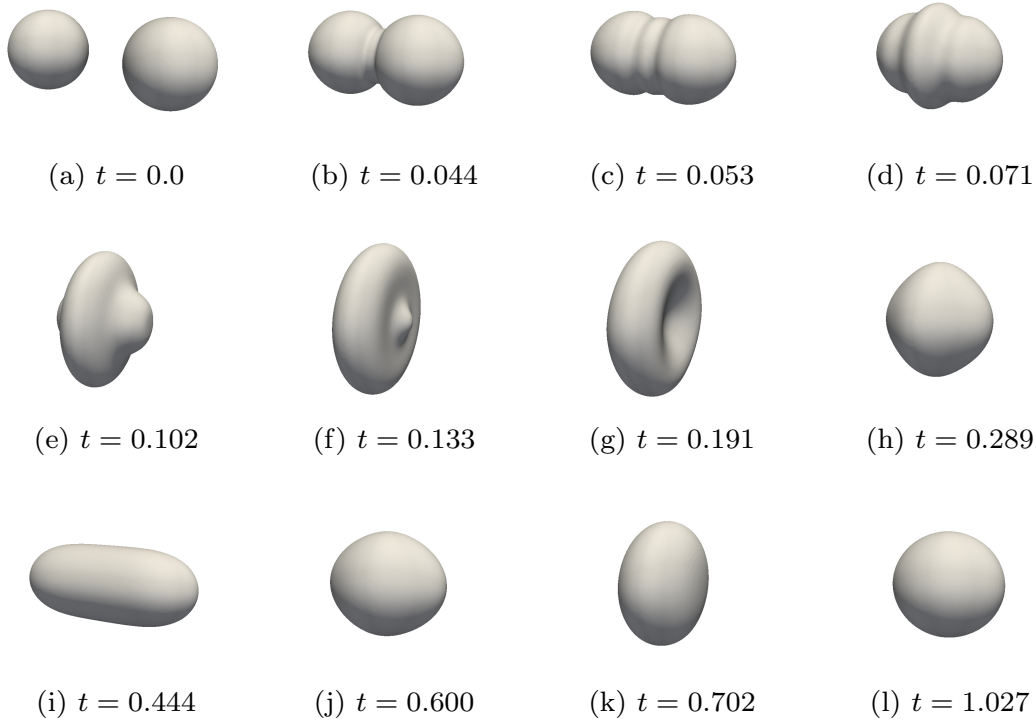 (a) t = 0.0 (b) t = 0.044 (c) t = 0.053 (d) t = 0.071
(e) t = 0.102 (f) t = 0.133 (g) t = 0.191 (h) t = 0.289
(i) t = 0.444 (j) t = 0.600 (k) t = 0.702 (l) t = 1.027